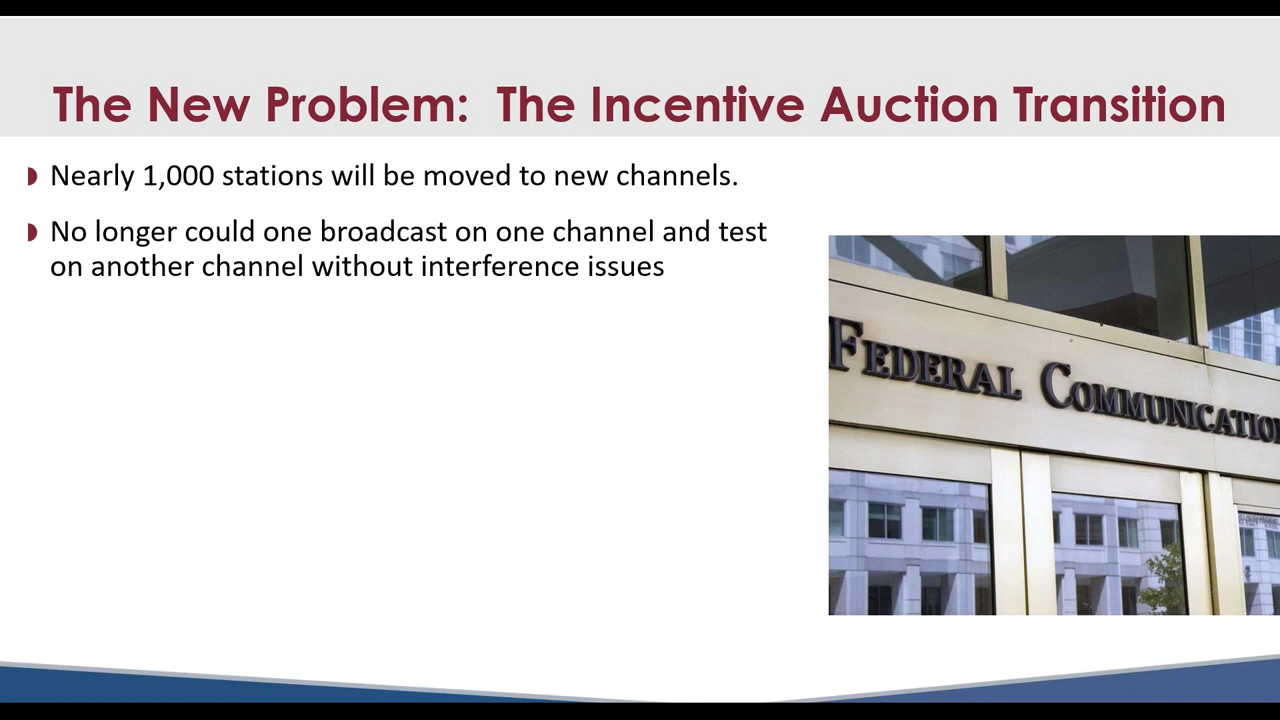 The New Problem:  The Incentive Auction Transition
Nearly 1,000 stations will be moved to new channels.
No longer could one broadcast on one channel and test
on another channel without interference issues
FEDERAL COMMUNICATION